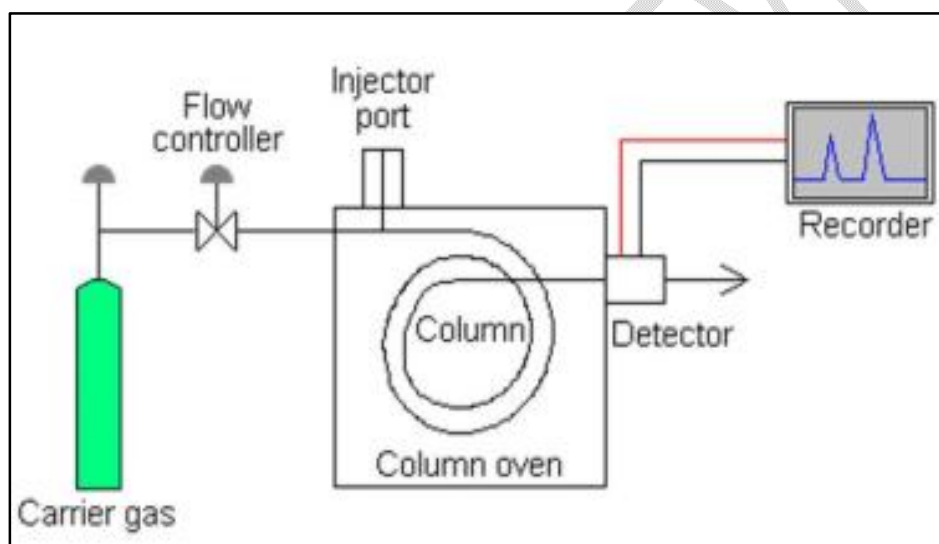 Injector
port
Flow
controller
Recorder
Column
Detector
Column oven
Carrier gas